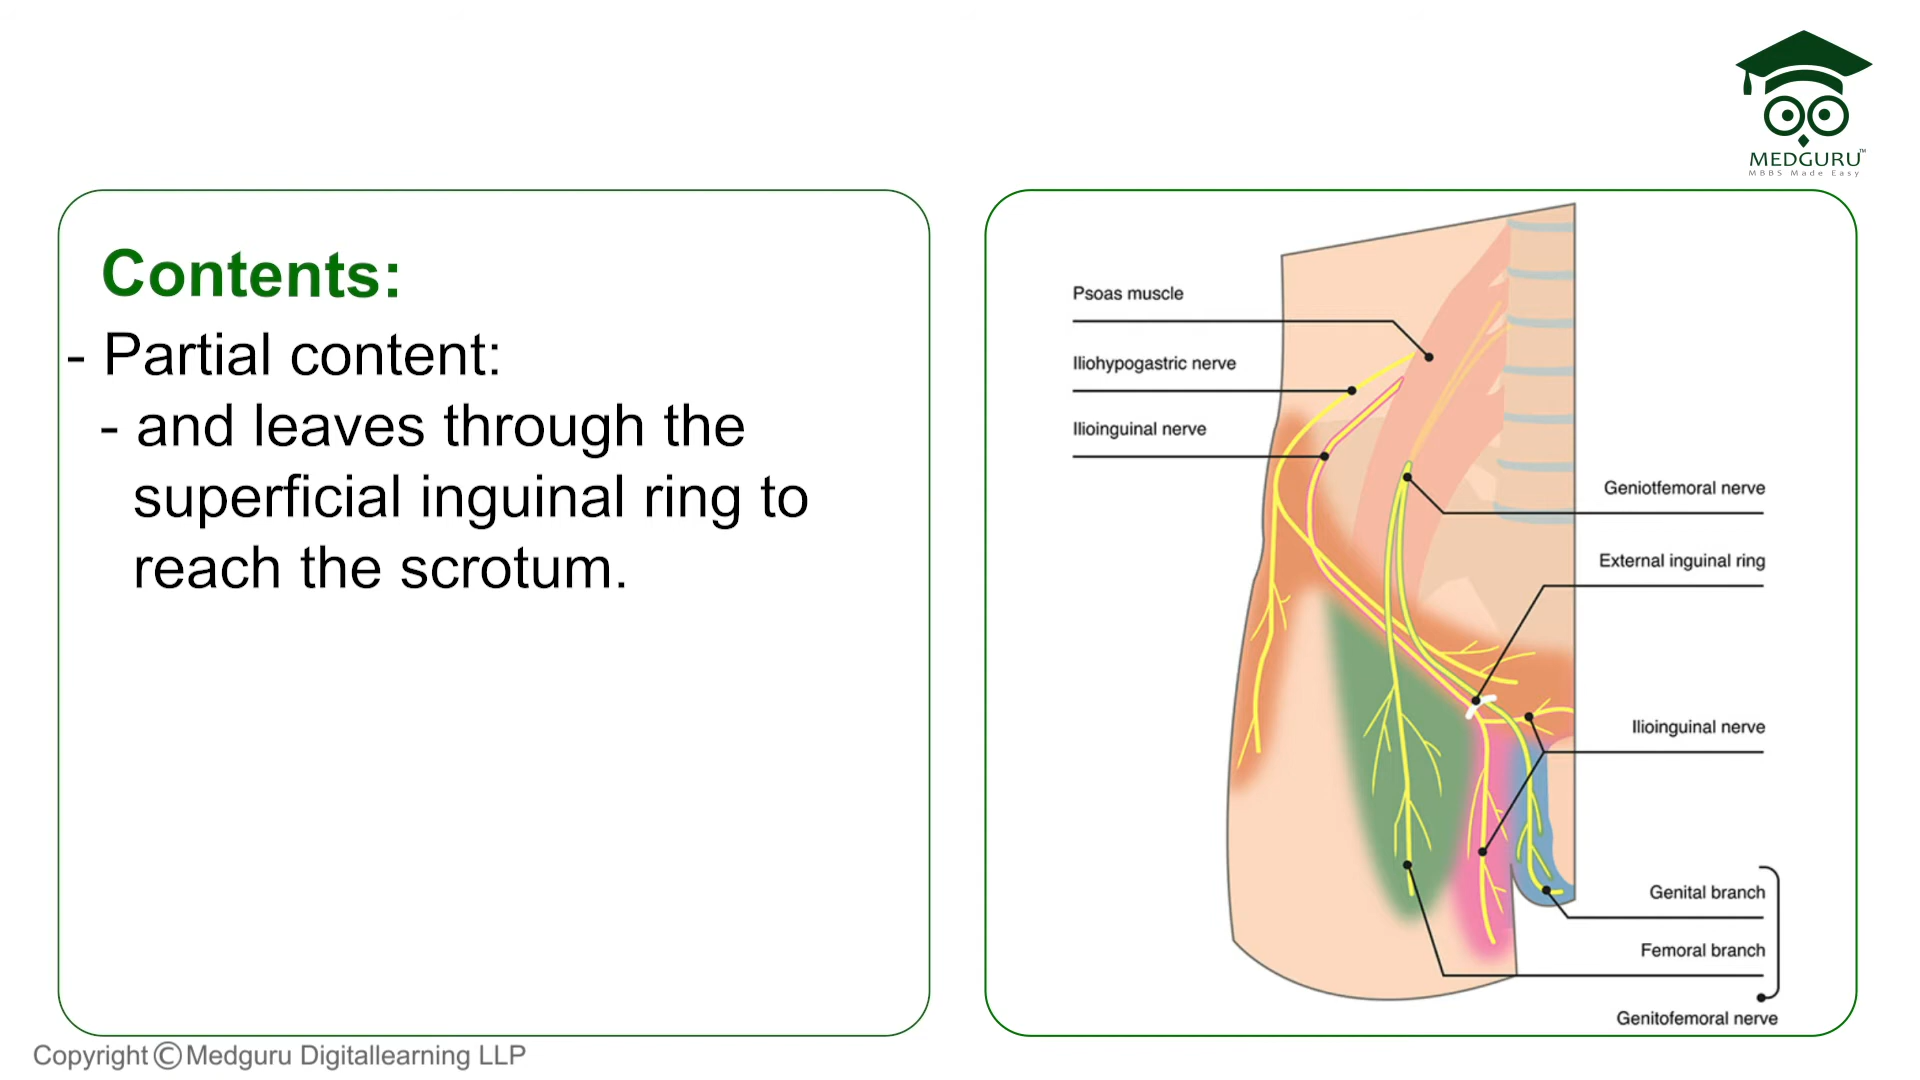 MEDGURU™
MBBS Made Easy
Contents:
- Partial content:
- and leaves through the
superficial inguinal ring to
reach the scrotum.
Psoas muscle
Iliohypogastric nerve
Ilioinguinal nerve
Geniotfemoral nerve
External inguinal ring
Ilioinguinal nerve
Genital branch
Femoral branch
Genitofemoral nerve
Copyright © Medguru Digitallearning LLP